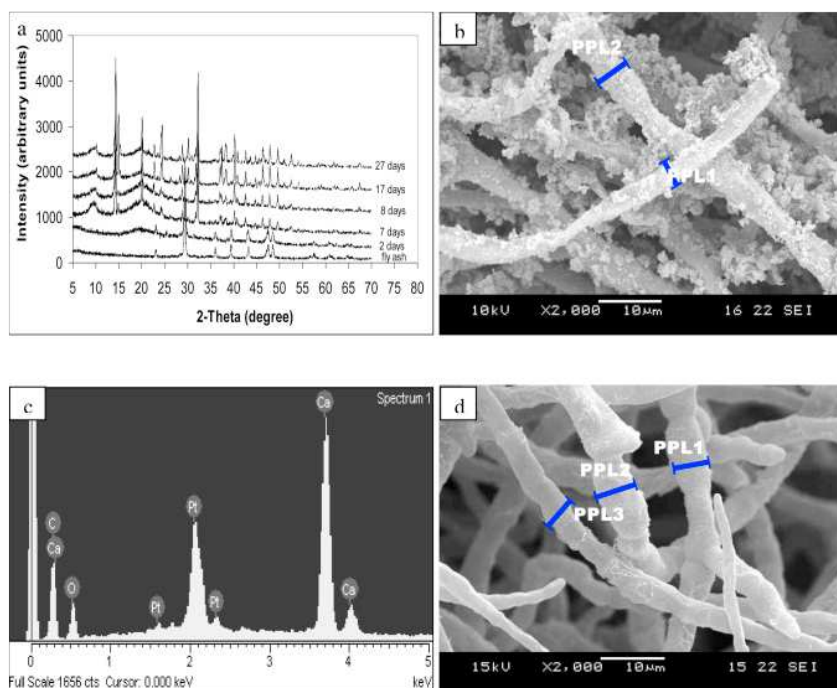 a
Intensity (arbitrary units)
5000
4000
3000
2000
1000
0
27 days
17 days
8 days
7 days
2 days
fly ash
5 10 15 20 25 30 35 40 45 50 55 60 65 70 75 80
2-Theta (degree)
b
PPL2
PPL1
10kV X2,000 10µm 16 22 SEI
c
Spectrum 1
Ca
C
Ca
O
Pt
Pt
Pt
Ca
0 1 2 3 4 5
Full Scale 1656 cts Cursor: 0.000 keV keV
d
PPL1
PPL2
PPL3
15kV X2,000 10µm 15 22 SEI